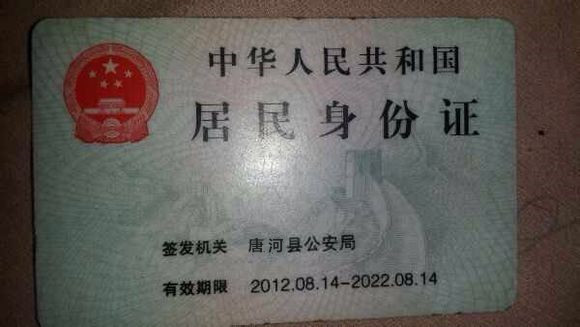 中华人民共和国
居民身份证
签发机关 唐河县公安局
有效期限 2012.08.14-2022.08.14